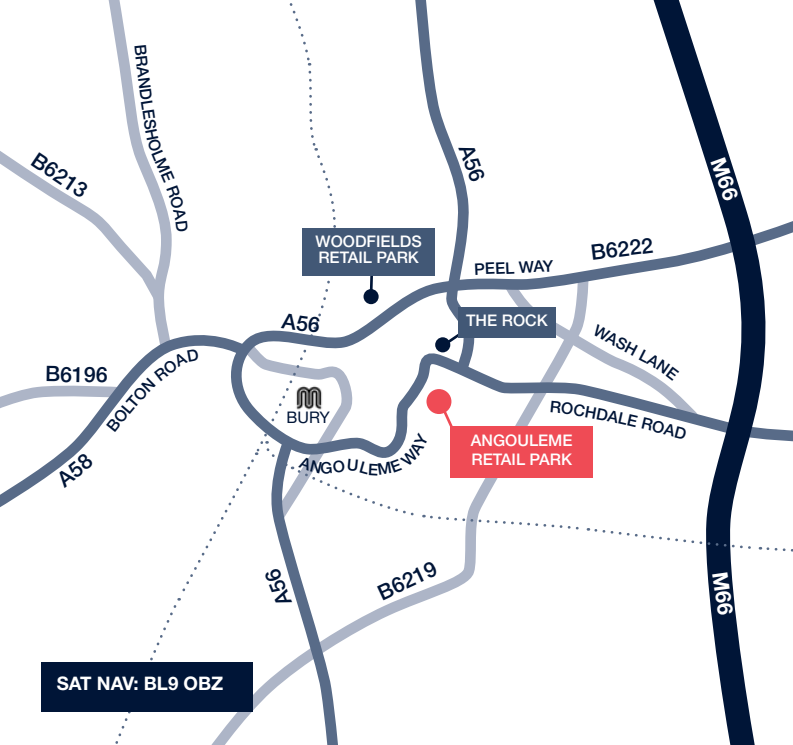 BRANDLESHOLME ROAD
B6213
A56
M66
WOODFIELDS
RETAIL PARK
PEEL WAY
B6222
A56
THE ROCK
WASH LANE
B6196
BOLTON ROAD
BURY
ROCHDALE ROAD
ANGOULEME WAY
ANGOULEME
RETAIL PARK
A58
A56
B6219
M66
SAT NAV: BL9 OBZ